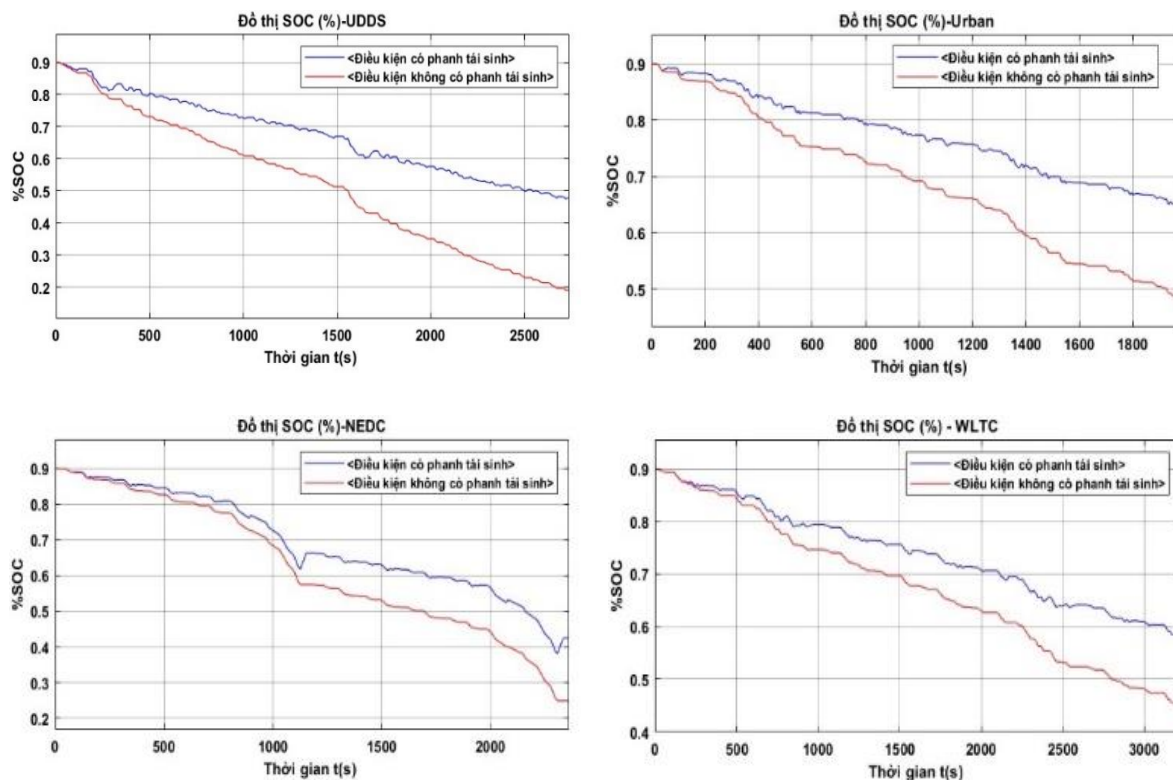 Đồ thị SOC (%)-UDDS
<Điều kiện có phanh tái sinh>
<Điều kiện không có phanh tái sinh>
0.9
0.8
0.7
0.6
0.5
0.4
0.3
0.2
%SOC
0 500 1000 1500 2000 2500
Thời gian t(s)
Đồ thị SOC (%)-Urban
<Điều kiện có phanh tái sinh>
<Điều kiện không có phanh tái sinh>
0.9
0.8
0.7
0.6
0.5
%SOC
0 200 400 600 800 1000 1200 1400 1600 1800
Thời gian t(s)
Đồ thị SOC (%)-NEDC
<Điều kiện có phanh tái sinh>
<Điều kiện không có phanh tái sinh>
0.9
0.8
0.7
0.6
0.5
0.4
0.3
0.2
%SOC
0 500 1000 1500 2000
Thời gian t(s)
Đồ thị SOC (%) - WLTC
<Điều kiện có phanh tái sinh>
<Điều kiện không có phanh tái sinh>
0.9
0.8
0.7
0.6
0.5
0.4
%SOC
0 500 1000 1500 2000 2500 3000
Thời gian t(s)